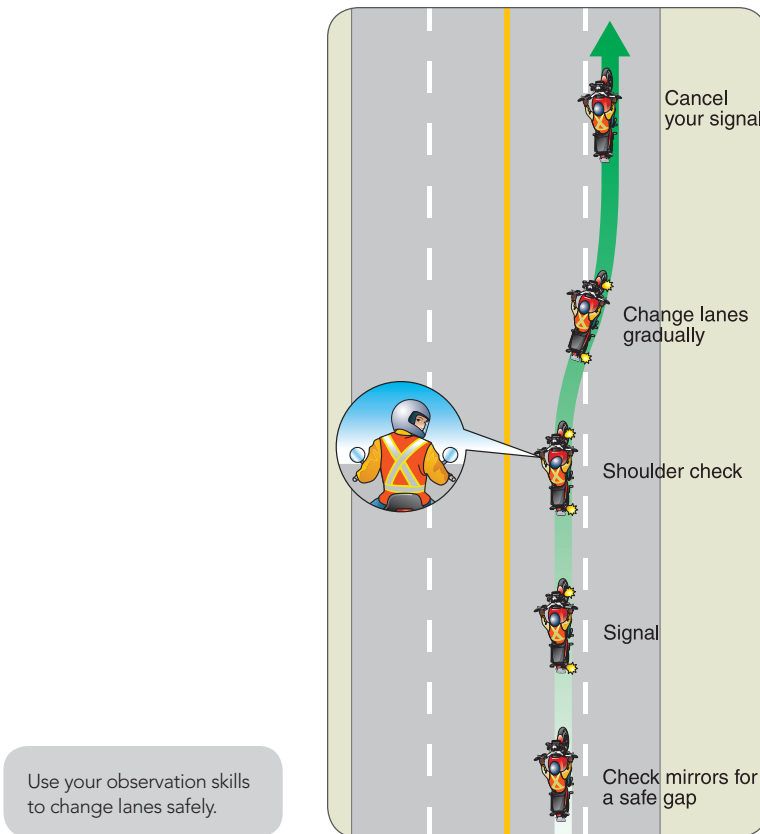 Cancel
your signal
Change lanes
gradually
Shoulder check
Signal
Check mirrors for
a safe gap
Use your observation skills
to change lanes safely.